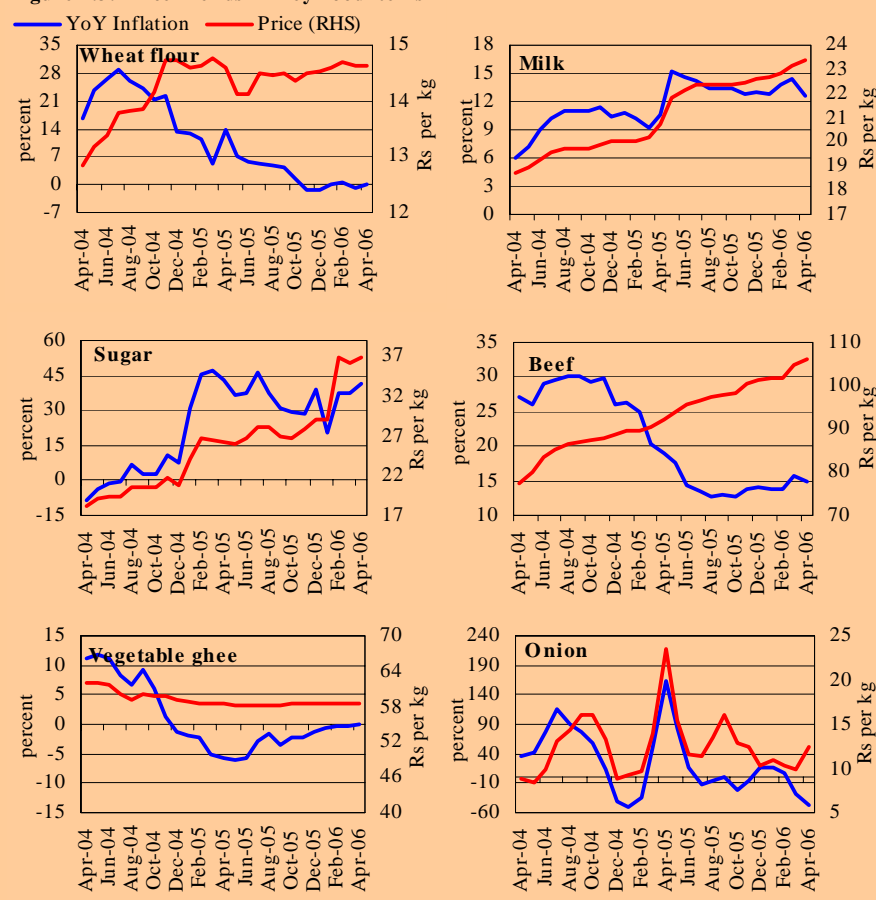 YoY Inflation Price (RHS)
Wheat flour
percent
35
28
21
14
7
0
-7
15
14
13
12
Rs per kg
Apr-04
Jun-04
Aug-04
Oct-04
Dec-04
Feb-05
Apr-05
Jun-05
Aug-05
Oct-05
Dec-05
Feb-06
Apr-06
Milk
percent
18
15
12
9
6
3
0
24
23
22
21
20
19
18
17
Rs per kg
Apr-04
Jun-04
Aug-04
Oct-04
Dec-04
Feb-05
Apr-05
Jun-05
Aug-05
Oct-05
Dec-05
Feb-06
Apr-06
Sugar
percent
60
45
30
15
0
-15
37
32
27
22
17
Rs per kg
Apr-04
Jun-04
Aug-04
Oct-04
Dec-04
Feb-05
Apr-05
Jun-05
Aug-05
Oct-05
Dec-05
Feb-06
Apr-06
Beef
percent
35
30
25
20
15
10
110
100
90
80
70
Rs per kg
Apr-04
Jun-04
Aug-04
Oct-04
Dec-04
Feb-05
Apr-05
Jun-05
Aug-05
Oct-05
Dec-05
Feb-06
Apr-06
Vegetable ghee
percent
15
10
5
0
-5
-10
-15
70
64
58
52
46
40
Rs per kg
Apr-04
Jun-04
Aug-04
Oct-04
Dec-04
Feb-05
Apr-05
Jun-05
Aug-05
Oct-05
Dec-05
Feb-06
Apr-06
Onion
percent
240
190
140
90
40
-10
-60
25
20
15
10
5
Rs per kg
Apr-04
Jun-04
Aug-04
Oct-04
Dec-04
Feb-05
Apr-05
Jun-05
Aug-05
Oct-05
Dec-05
Feb-06
Apr-06